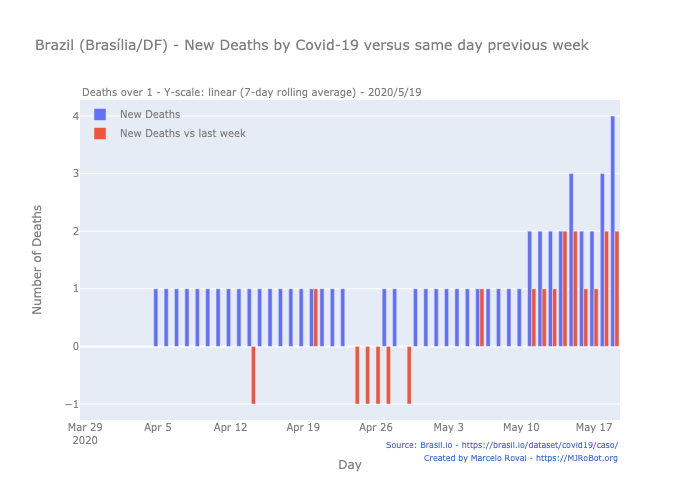 Brazil (Brasília/DF) - New Deaths by Covid-19 versus same day previous week
Deaths over 1 - Y-scale: linear (7-day rolling average) - 2020/5/19
New Deaths
New Deaths vs last week
4
3
2
1
0
−1
Number of Deaths
Mar 29 Apr 5 Apr 12 Apr 19 Apr 26 May 3 May 10 May 17
2020
Source: Brasil.io - https://brasil.io/dataset/covid19/caso/
Created by Marcelo Rovai - https://MJRoBot.org
Day